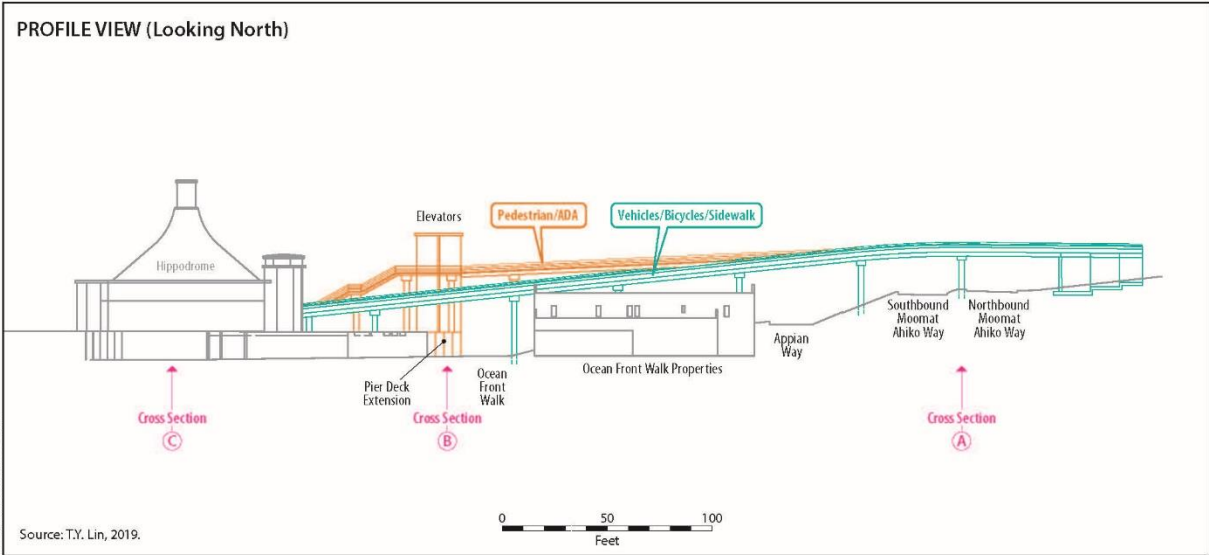 PROFILE VIEW (Looking North)
Elevators
Pedestrian/ADA
Vehicles/Bicycles/Sidewalk
Hippodrome
Southbound
Moomat
Ahiko Way
Northbound
Moomat
Ahiko Way
Appian
Way
Pier Deck
Extension
Ocean
Front
Walk
Ocean Front Walk Properties
Cross Section
C
Cross Section
B
Cross Section
A
Source: T.Y. Lin, 2019.
0 50 100
Feet